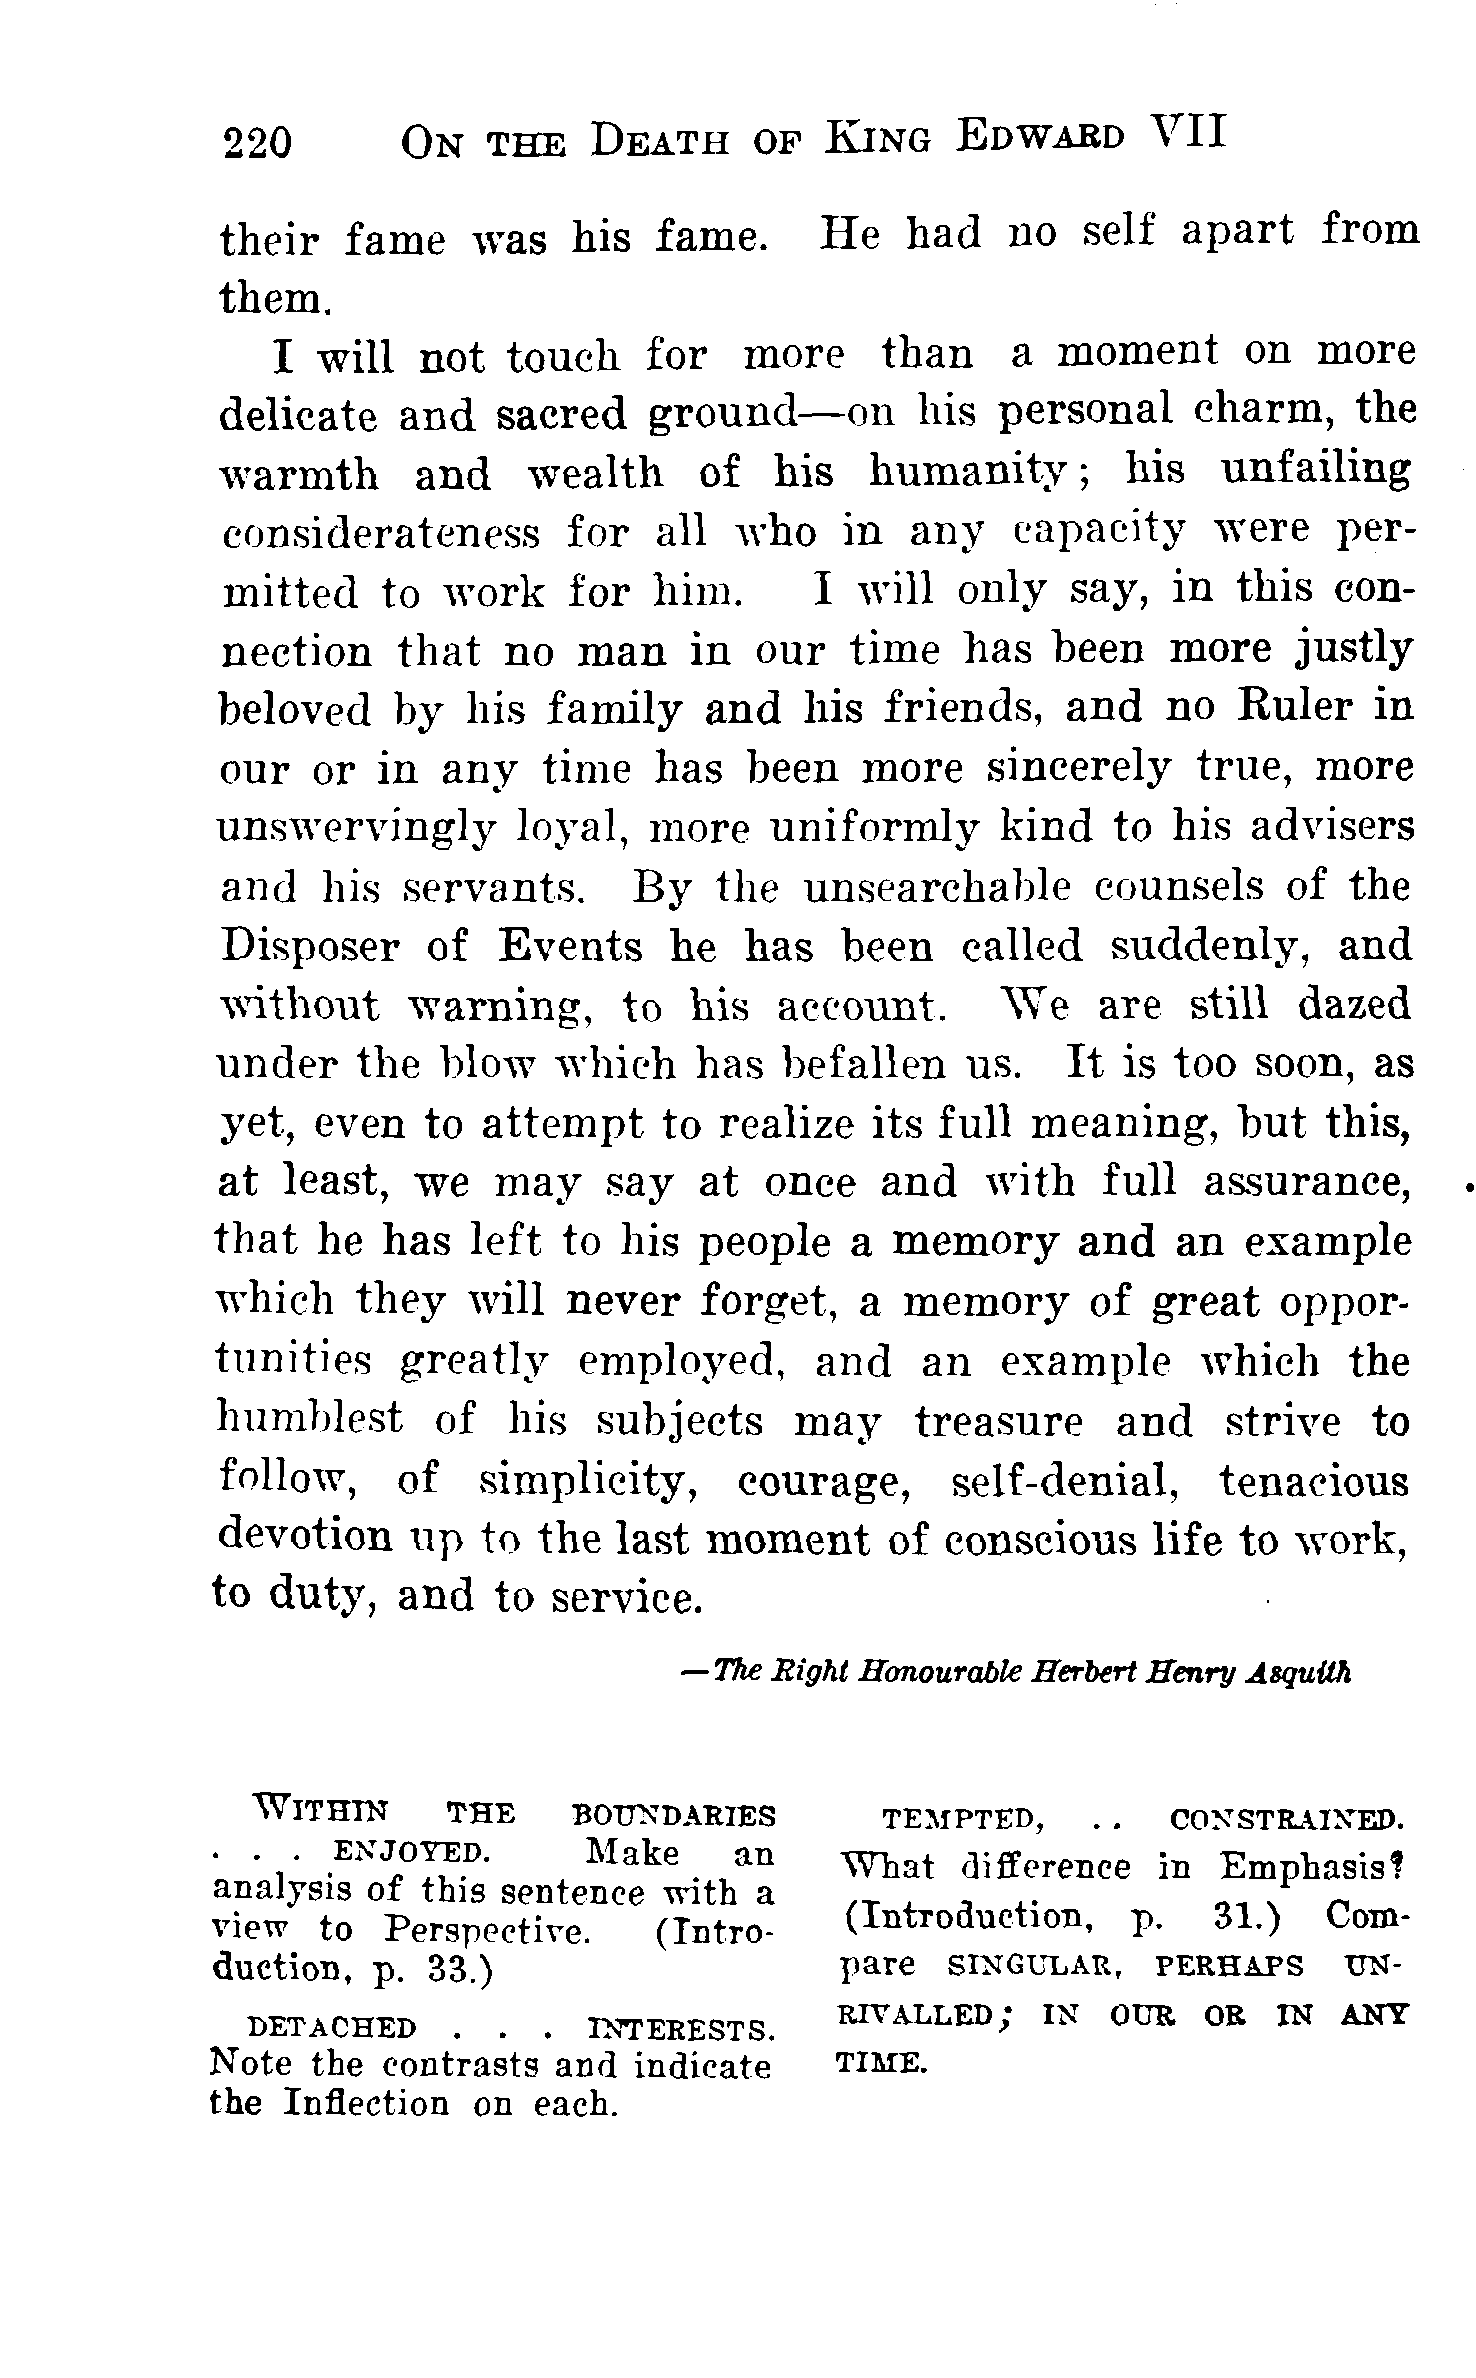 220 On the Death of King Edward VII
their fame was his fame. He had no self apart from
them.
I will not touch for more than a moment on more
delicate and sacred ground—on his personal charm, the
warmth and wealth of his humanity; his unfailing
considerateness for all who in any capacity were per-
mitted to work for him. I will only say, in this con-
nection that no man in our time has been more justly
beloved by his family and his friends, and no Ruler in
our or in any time has been more sincerely true, more
unswervingly loyal, more uniformly kind to his advisers
and his servants. By the unsearchable counsels of the
Disposer of Events he has been called suddenly, and
without warning, to his account. We are still dazed
under the blow which has befallen us. It is too soon, as
yet, even to attempt to realize its full meaning, but this,
at least, we may say at once and with full assurance,
that he has left to his people a memory and an example
which they will never forget, a memory of great oppor-
tunities greatly employed, and an example which the
humblest of his subjects may treasure and strive to
follow, of simplicity, courage, self-denial, tenacious
devotion up to the last moment of conscious life to work,
to duty, and to service.
—The Right Honourable Herbert Henry Asquith
WITHIN THE BOUNDARIES
. . . ENJOYED. Make an
analysis of this sentence with a
view to Perspective. (Intro-
duction, p. 33.)
DETACHED . . . INTERESTS.
Note the contrasts and indicate
the Inflection on each.
TEMPTED, . . CONSTRAINED.
What difference in Emphasis?
(Introduction, p. 31.) Com-
pare SINGULAR, PERHAPS UN-
RIVALLED; IN OUR OR IN ANY
TIME.